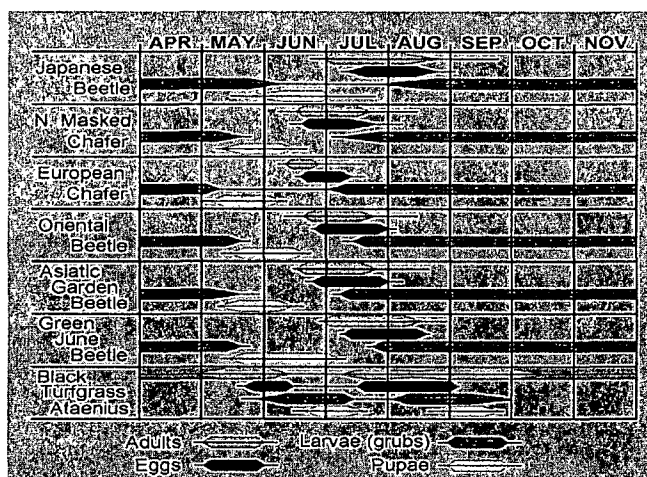 APR MAY JUN JUL AUG SEP OCT NOV
Japanese
Beetle
N. Masked
Chafer
European
Chafer
Oriental
Beetle
Asiatic
Garden
Beetle
Green
June
Beetle
Black
Turfgrass
Ataenius
Adults Larvae (grubs)
Eggs Pupae